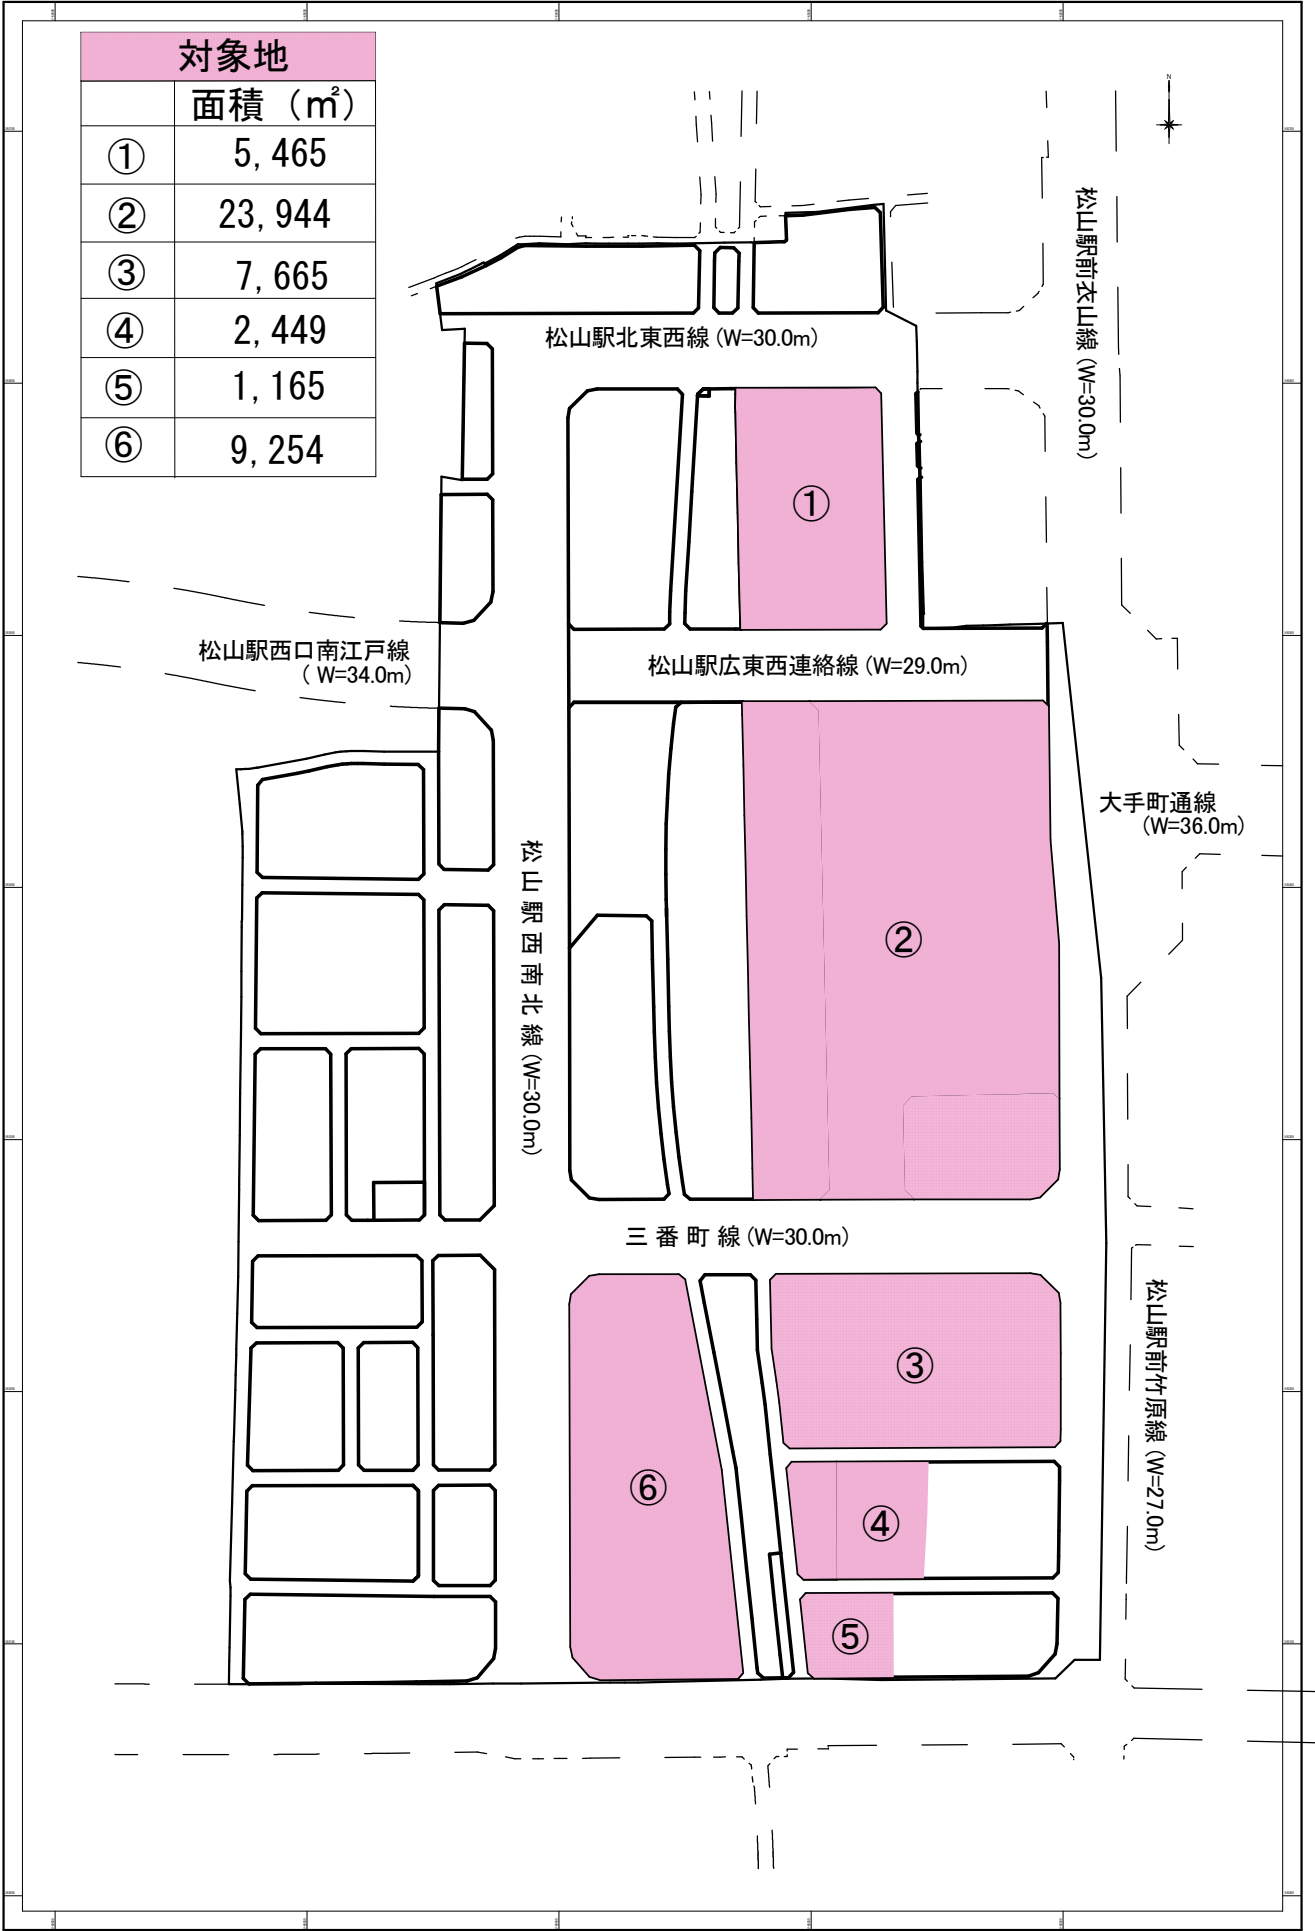 対象地
面積（㎡）
① 5,465
② 23,944
③ 7,665
④ 2,449
⑤ 1,165
⑥ 9,254
N
松山駅前衣山線 (W=30.0m)
松山駅北東西線 (W=30.0m)
①
松山駅西口南江戸線
( W=34.0m)
松山駅広東西連絡線 (W=29.0m)
大手町通線
(W=36.0m)
松山駅西南北線 (W=30.0m)
②
三番町線 (W=30.0m)
松山駅前竹原線 (W=27.0m)
③
⑥
④
⑤